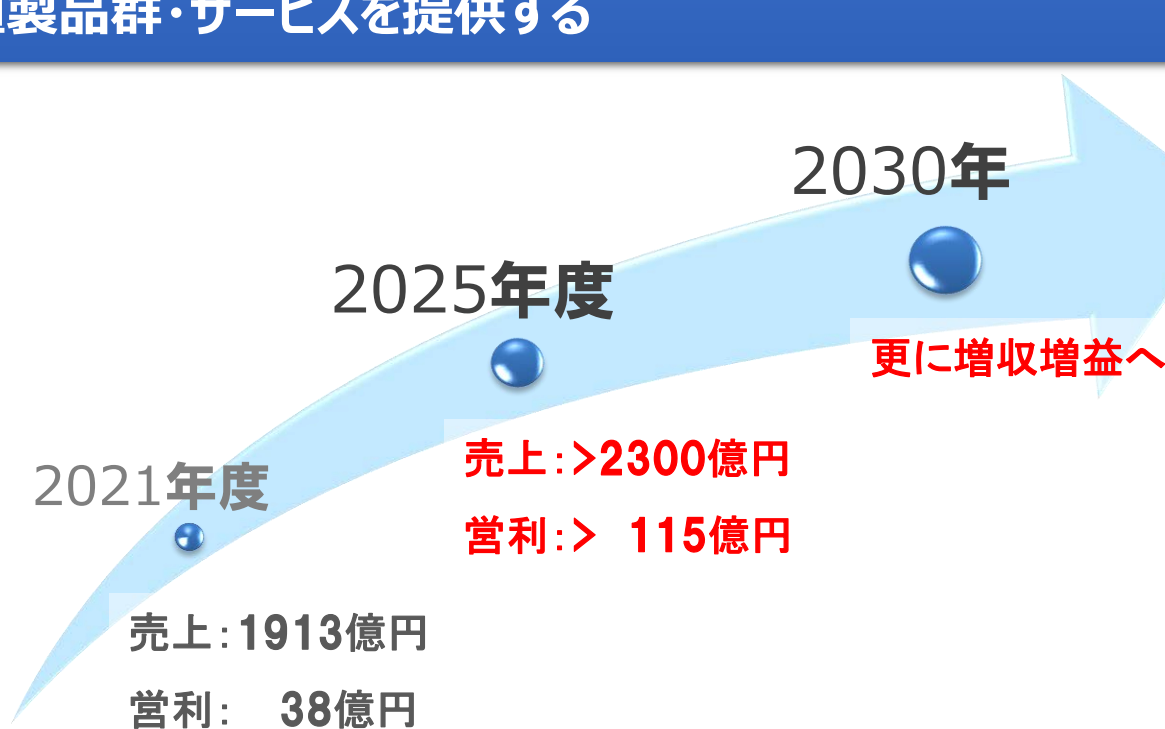 製品群・サービスを提供する
2030年
2025年度
更に増収増益へ
売上：>2300億円
2021年度
営利：> 115億円
売上：1913億円
営利： 38億円